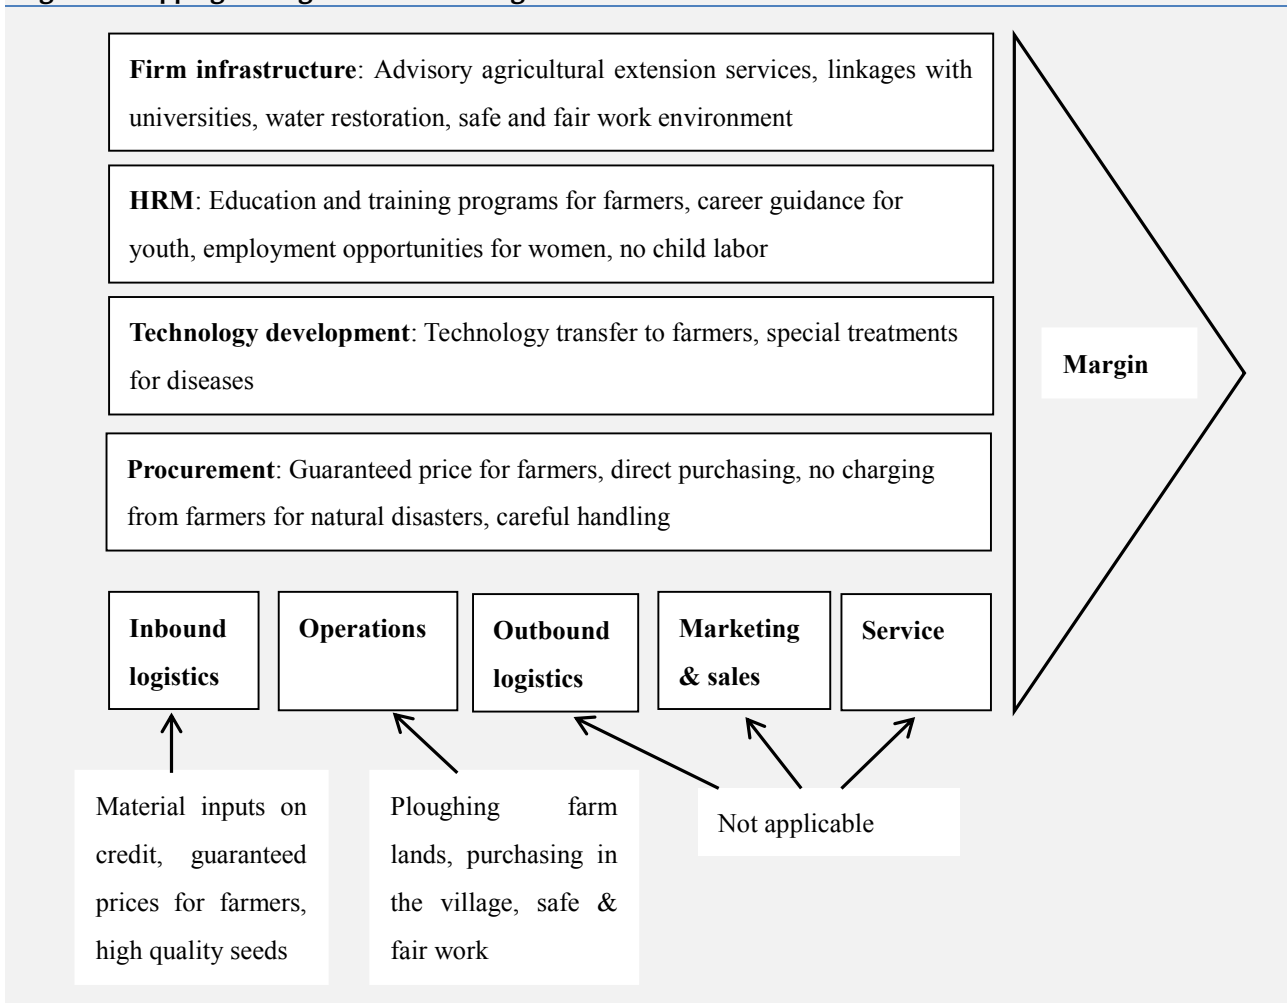 Firm infrastructure: Advisory agricultural extension services, linkages with
universities, water restoration, safe and fair work environment
HRM: Education and training programs for farmers, career guidance for
youth, employment opportunities for women, no child labor
Technology development: Technology transfer to farmers, special treatments
for diseases
Margin
Procurement: Guaranteed price for farmers, direct purchasing, no charging
from farmers for natural disasters, careful handling
Inbound
logistics
Operations
Outbound
logistics
Marketing
& sales
Service
Material inputs on
credit, guaranteed
prices for farmers,
high quality seeds
Ploughing farm
lands, purchasing in
the village, safe &
fair work
Not applicable